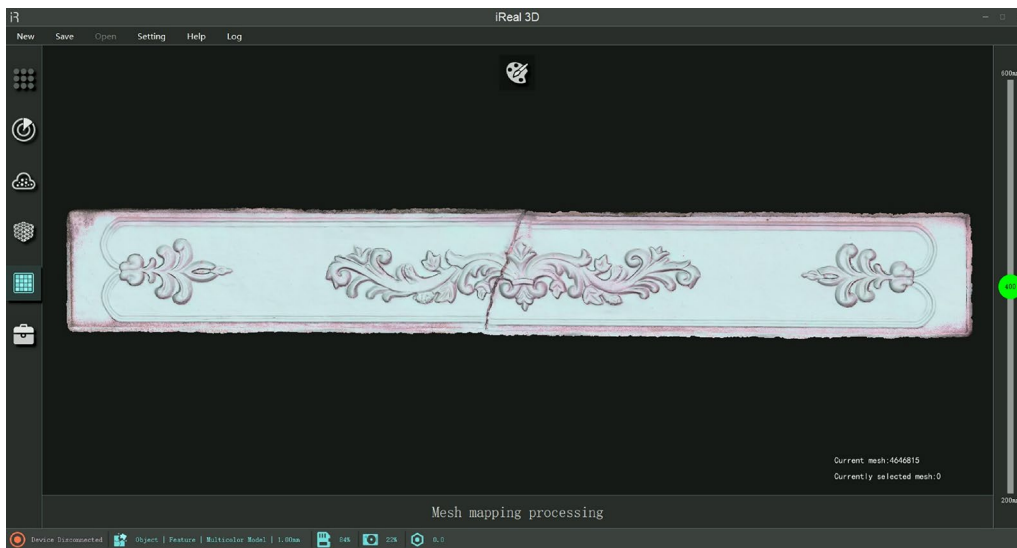 iR
iReal 3D
New Save Open Setting Help Log
600mm
400
Current mesh:4646815
Currently selected mesh:0
200mm
Mesh mapping processing
Device Disconnected Object | Feature | Multicolor Model | 1.00mm 84% 22% 0.0